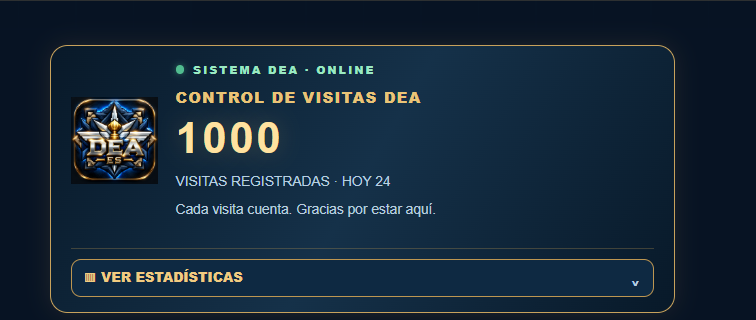 SISTEMA DEA · ONLINE
CONTROL DE VISITAS DEA
1000
DEA
ES
VISITAS REGISTRADAS · HOY 24
Cada visita cuenta. Gracias por estar aquí.
VER ESTADÍSTICAS